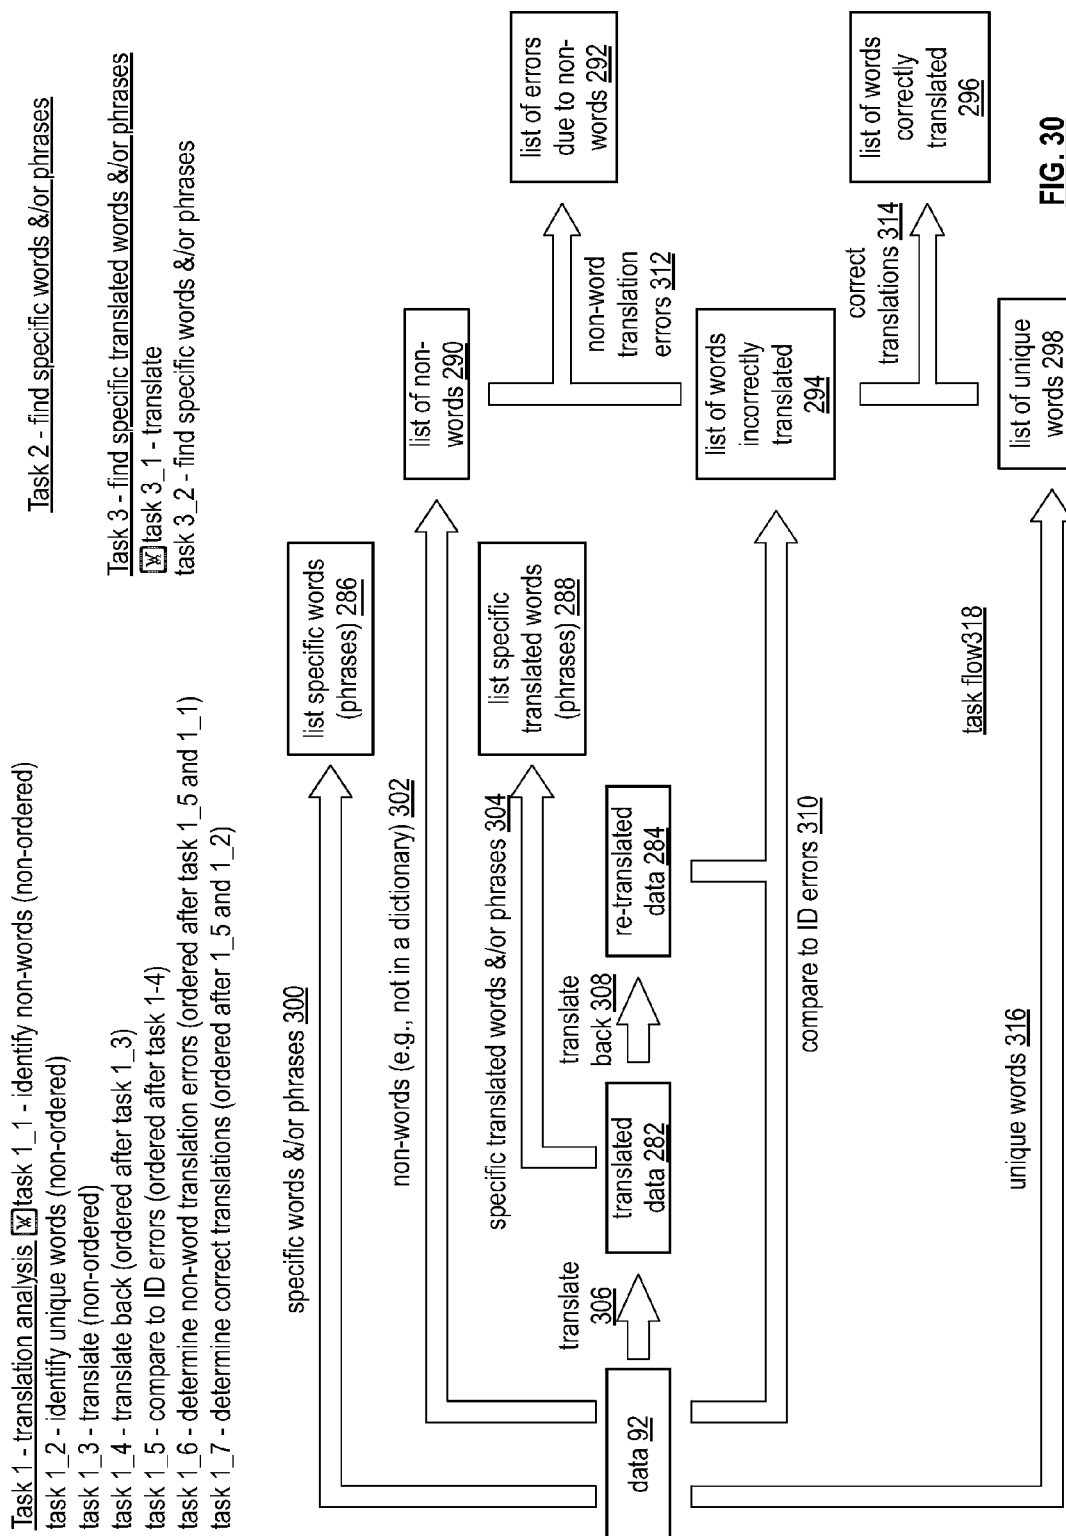 Task 1 - translation analysis task 1_1 - identify non-words (non-ordered)
task 1_2 - identify unique words (non-ordered)
task 1_3 - translate (non-ordered)
task 1_4 - translate back (ordered after task 1_3)
task 1_5 - compare to ID errors (ordered after task 1-4)
task 1_6 - determine non-word translation errors (ordered after task 1_5 and 1_1)
task 1_7 - determine correct translations (ordered after 1_5 and 1_2)
Task 2 - find specific words &/or phrases
Task 3 - find specific translated words &/or phrases
task 3_1 - translate
task 3_2 - find specific words &/or phrases
specific words &/or phrases 300
list specific words
(phrases) 286
non-words (e.g., not in a dictionary) 302
list of non-
words 290
specific translated words &/or phrases 304
list specific
translated words
(phrases) 288
list of errors
due to non-
words 292
non-word
translation
errors 312
data 92
translate
306
translated
data 282
translate
back 308
re-translated
data 284
compare to ID errors 310
list of words
incorrectly
translated
294
correct
translations 314
list of words
correctly
translated
296
unique words 316
task flow318
list of unique
words 298
FIG. 30